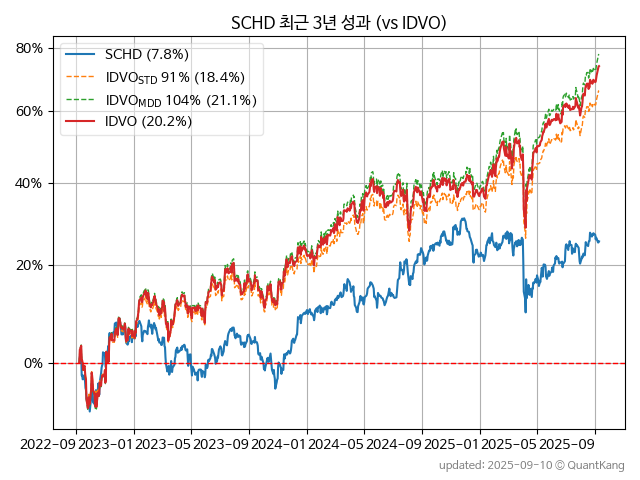 SCHD 최근 3년 성과 (vs IDVO)
80%
60%
40%
20%
0%
SCHD (7.8%)
IDVOSTD 91% (18.4%)
IDVOMDD 104% (21.1%)
IDVO (20.2%)
2022-09 2023-01 2023-05 2023-09 2024-01 2024-05 2024-09 2025-01 2025-05 2025-09
updated: 2025-09-10 © QuantKang